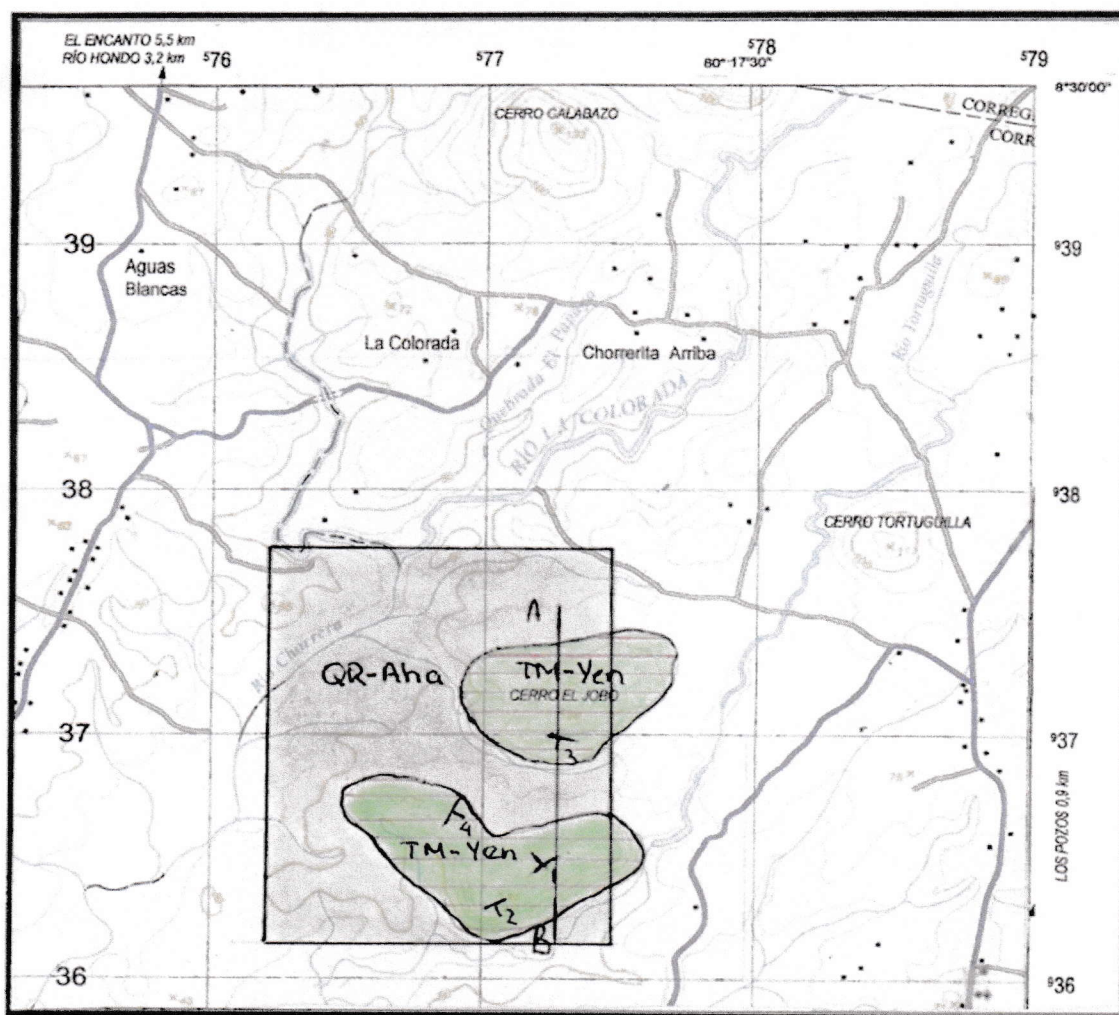 EL ENCANTO 5,5 km
RÍO HONDO 3,2 km
⁵76
⁵77
⁵78
80°17'30"
⁵79
8°30'00"
CERRO CALABAZO
CORREG.
CORR
39
⁹39
Aguas
Blancas
Río Tortuguilla
La Colorada
Quebrada El Papayo
Chorrerita Arriba
RÍO LA COLORADA
38
⁹38
CERRO TORTUGUILLA
A
Chorrera
QR-Aha
TM-Yen
CERRO EL JOBO
37
⁹37
3
4
TM-Yen
1
2
B
LOS POZOS 0,9 km
36
⁹36